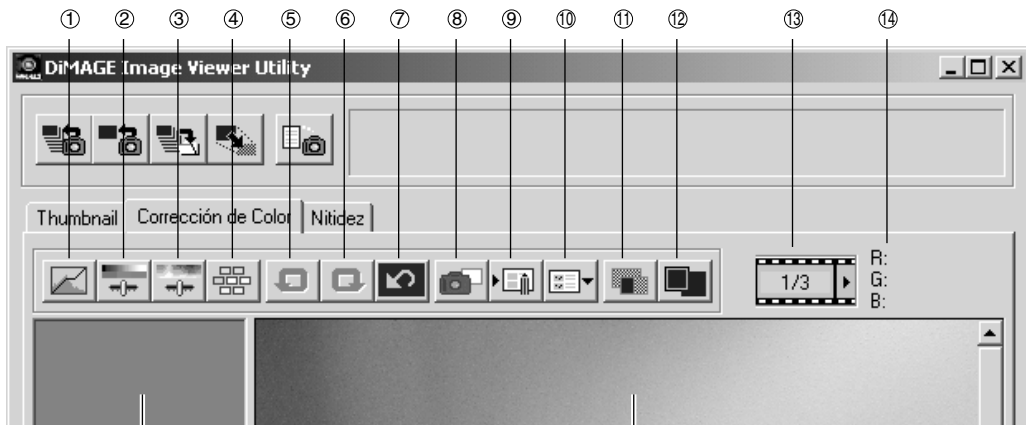 ① ② ③ ④ ⑤ ⑥ ⑦ ⑧ ⑨ ⑩ ⑪ ⑫ ⑬ ⑭
DiMAGE Image Viewer Utility
Thumbnail Corrección de Color Nitidez
1/3
R:
G:
B: